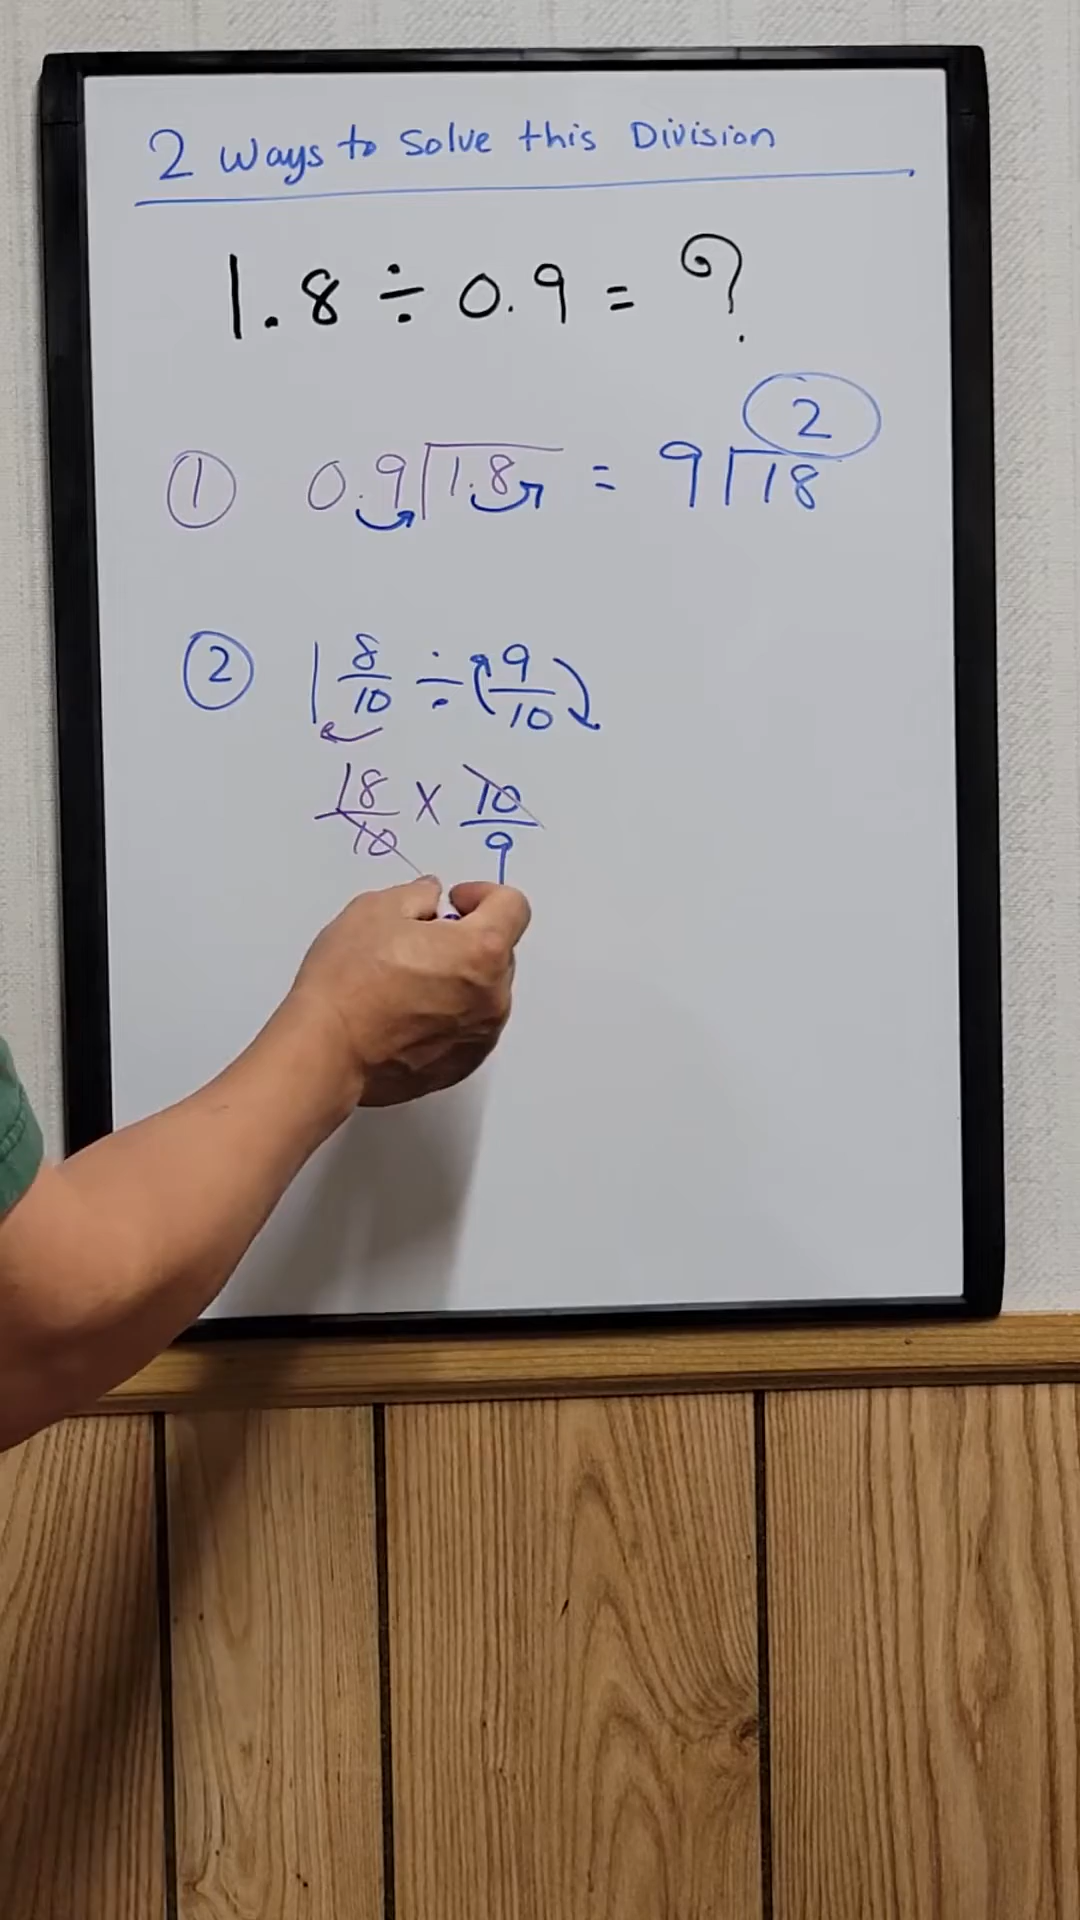 2 Ways to Solve this Division
1.8 ÷ 0.9 = ?
① 0.9⟌1.8 = 9⟌18 2
② 1 8/10 ÷ 9/10
18/10 × 10/9